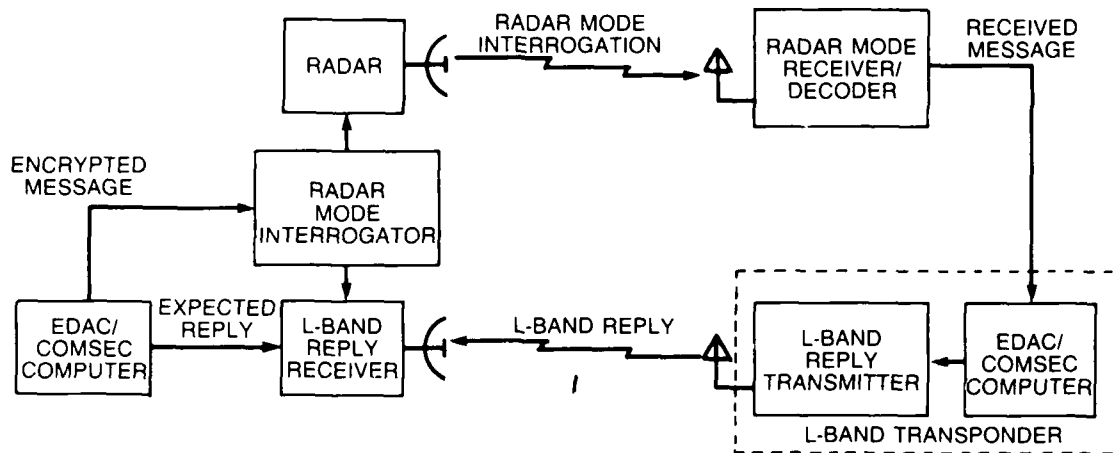 RADAR
RADAR MODE
INTERROGATION
RADAR MODE
RECEIVER/
DECODER
RECEIVED
MESSAGE
ENCRYPTED
MESSAGE
RADAR
MODE
INTERROGATOR
EDAC/
COMSEC
COMPUTER
EXPECTED
REPLY
L-BAND
REPLY
RECEIVER
L-BAND REPLY
L-BAND
REPLY
TRANSMITTER
EDAC/
COMSEC
COMPUTER
L-BAND TRANSPONDER